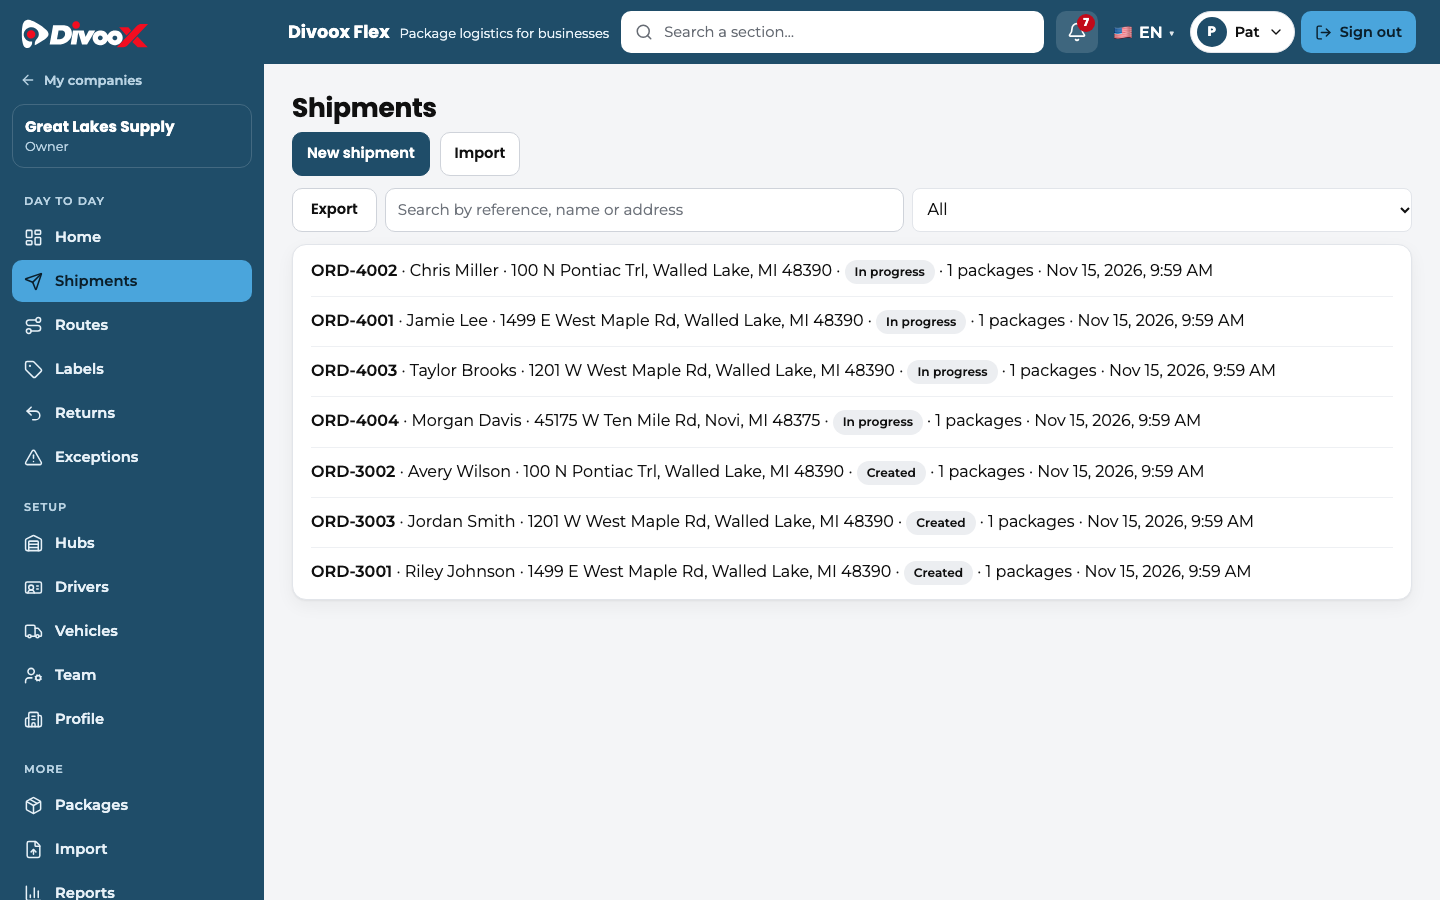 DivooX
Divoox Flex Package logistics for businesses
Search a section...
7
EN
P Pat
Sign out
My companies
Great Lakes Supply
Owner
DAY TO DAY
Home
Shipments
Routes
Labels
Returns
Exceptions
SETUP
Hubs
Drivers
Vehicles
Team
Profile
MORE
Packages
Import
Reports
Shipments
New shipment
Import
Export
Search by reference, name or address
All
ORD-4002 · Chris Miller · 100 N Pontiac Trl, Walled Lake, MI 48390 · In progress · 1 packages · Nov 15, 2026, 9:59 AM
ORD-4001 · Jamie Lee · 1499 E West Maple Rd, Walled Lake, MI 48390 · In progress · 1 packages · Nov 15, 2026, 9:59 AM
ORD-4003 · Taylor Brooks · 1201 W West Maple Rd, Walled Lake, MI 48390 · In progress · 1 packages · Nov 15, 2026, 9:59 AM
ORD-4004 · Morgan Davis · 45175 W Ten Mile Rd, Novi, MI 48375 · In progress · 1 packages · Nov 15, 2026, 9:59 AM
ORD-3002 · Avery Wilson · 100 N Pontiac Trl, Walled Lake, MI 48390 · Created · 1 packages · Nov 15, 2026, 9:59 AM
ORD-3003 · Jordan Smith · 1201 W West Maple Rd, Walled Lake, MI 48390 · Created · 1 packages · Nov 15, 2026, 9:59 AM
ORD-3001 · Riley Johnson · 1499 E West Maple Rd, Walled Lake, MI 48390 · Created · 1 packages · Nov 15, 2026, 9:59 AM